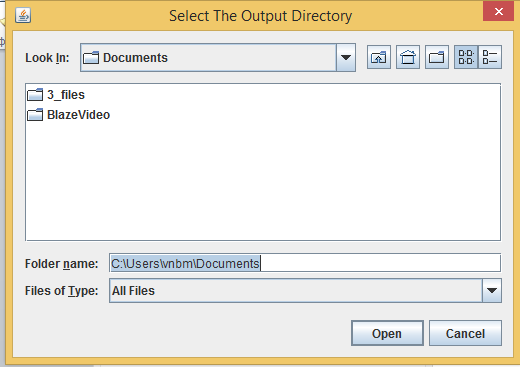 Select The Output Directory
Look In: Documents
3_files
BlazeVideo
Folder name: C:\Users\vnbm\Documents
Files of Type: All Files
Open Cancel